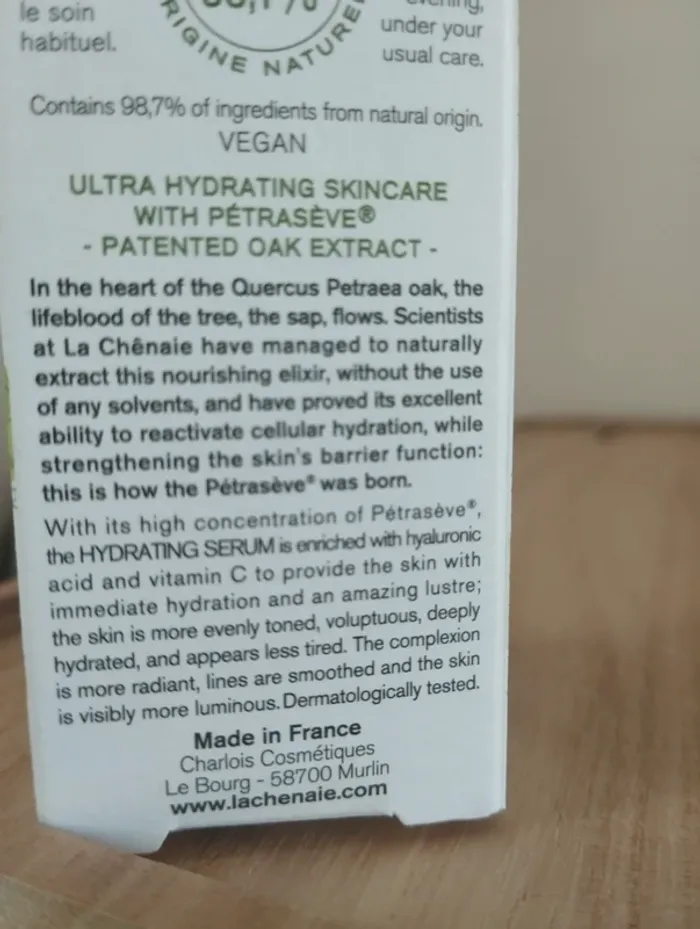 le soin
habituel.
ORIGINE NATURE
evening,
under your
usual care.
Contains 98,7% of ingredients from natural origin.
VEGAN
ULTRA HYDRATING SKINCARE
WITH PÉTRASÈVE®
- PATENTED OAK EXTRACT -
In the heart of the Quercus Petraea oak, the
lifeblood of the tree, the sap, flows. Scientists
at La Chênaie have managed to naturally
extract this nourishing elixir, without the use
of any solvents, and have proved its excellent
ability to reactivate cellular hydration, while
strengthening the skin's barrier function:
this is how the Pétrasève® was born.
With its high concentration of Pétrasève®,
the HYDRATING SERUM is enriched with hyaluronic
acid and vitamin C to provide the skin with
immediate hydration and an amazing lustre;
the skin is more evenly toned, voluptuous, deeply
hydrated, and appears less tired. The complexion
is more radiant, lines are smoothed and the skin
is visibly more luminous. Dermatologically tested.
Made in France
Charlois Cosmétiques
Le Bourg - 58700 Murlin
www.lachenaie.com